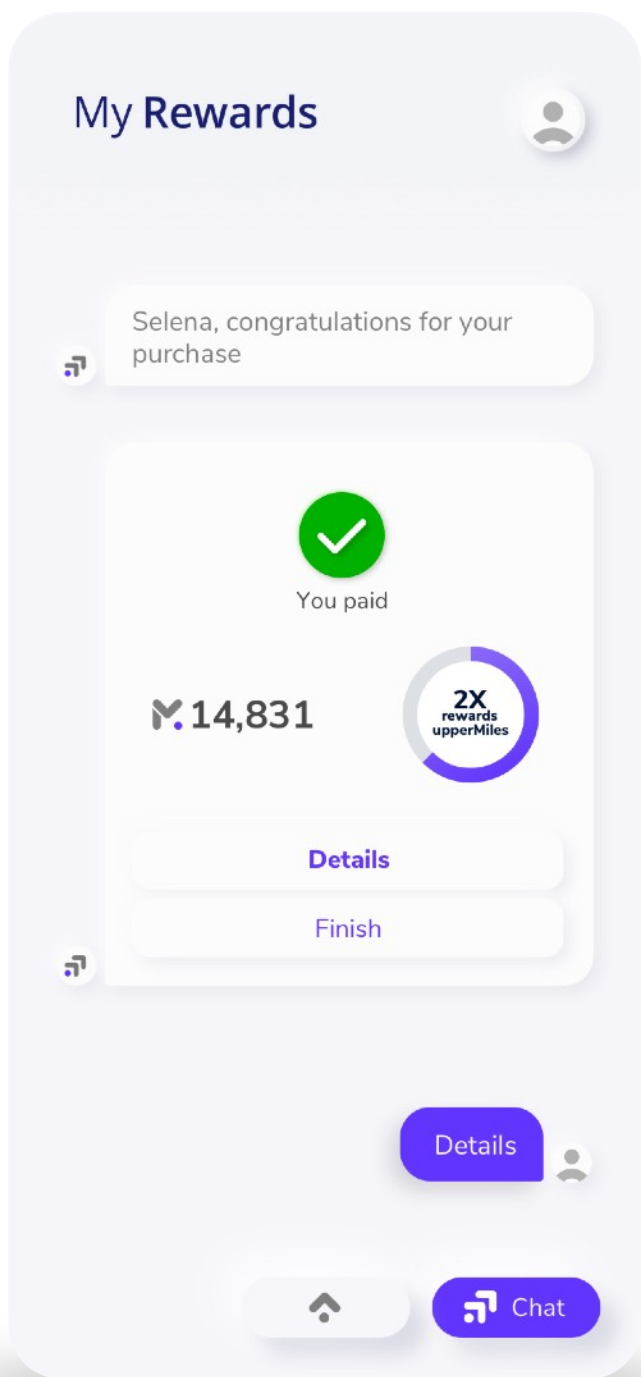 My Rewards
Selena, congratulations for your
purchase
You paid
14,831
2X
rewards
upperMiles
Details
Finish
Details
Chat